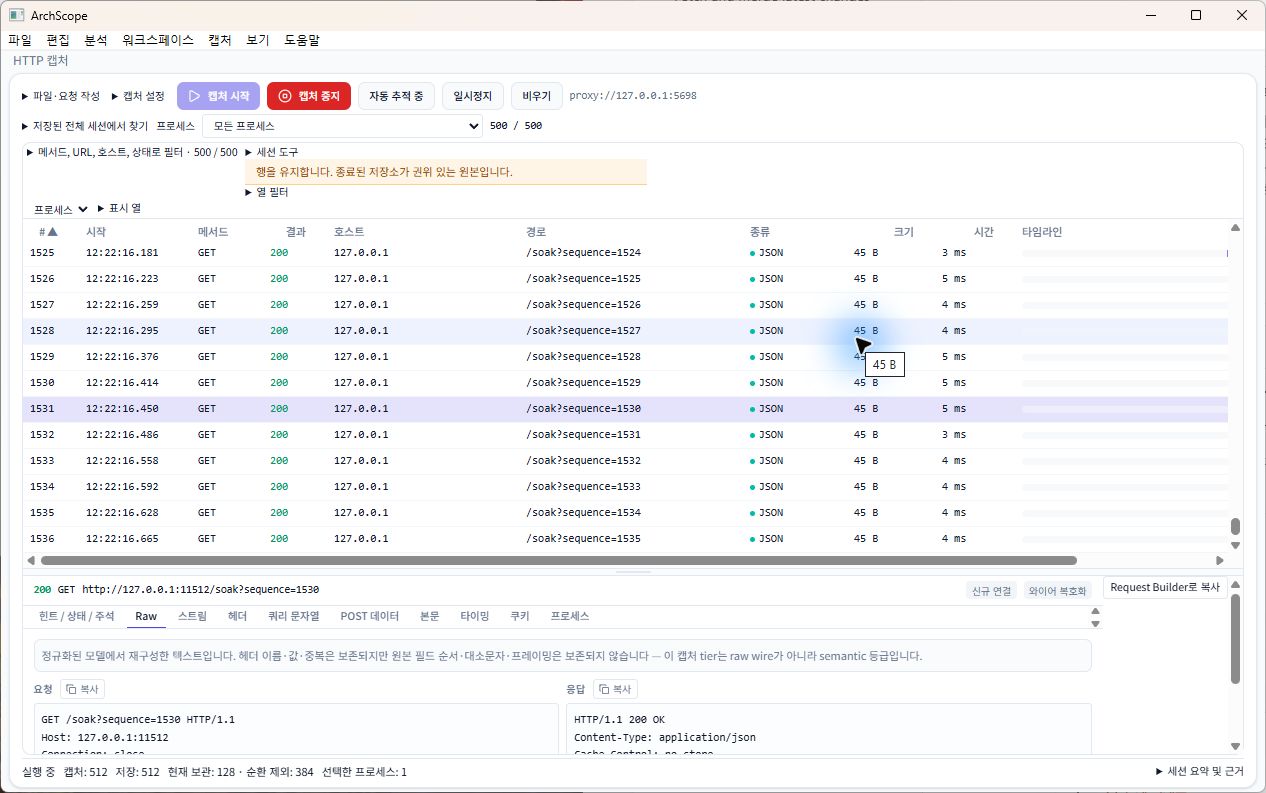 ArchScope
파일 편집 분석 워크스페이스 캡처 보기 도움말
HTTP 캡처
▶ 파일·요청 작성 ▶ 캡처 설정 캡처 시작 캡처 중지 자동 추적 중 일시정지 비우기 proxy://127.0.0.1:5698
▶ 저장된 전체 세션에서 찾기 프로세스 모든 프로세스 500 / 500
▶ 메서드, URL, 호스트, 상태로 필터 · 500 / 500 ▶ 세션 도구
행을 유지합니다. 종료된 저장소가 권위 있는 원본입니다.
▶ 열 필터
프로세스 ▶ 표시 열
# ▲ 시작 메서드 결과 호스트 경로 종류 크기 시간 타임라인
1525 12:22:16.181 GET 200 127.0.0.1 /soak?sequence=1524 JSON 45 B 3 ms
1526 12:22:16.223 GET 200 127.0.0.1 /soak?sequence=1525 JSON 45 B 5 ms
1527 12:22:16.259 GET 200 127.0.0.1 /soak?sequence=1526 JSON 45 B 4 ms
1528 12:22:16.295 GET 200 127.0.0.1 /soak?sequence=1527 JSON 45 B 4 ms
1529 12:22:16.376 GET 200 127.0.0.1 /soak?sequence=1528 JSON 45 5 ms
45 B
1530 12:22:16.414 GET 200 127.0.0.1 /soak?sequence=1529 JSON 45 B 5 ms
1531 12:22:16.450 GET 200 127.0.0.1 /soak?sequence=1530 JSON 45 B 5 ms
1532 12:22:16.486 GET 200 127.0.0.1 /soak?sequence=1531 JSON 45 B 3 ms
1533 12:22:16.558 GET 200 127.0.0.1 /soak?sequence=1532 JSON 45 B 4 ms
1534 12:22:16.592 GET 200 127.0.0.1 /soak?sequence=1533 JSON 45 B 4 ms
1535 12:22:16.628 GET 200 127.0.0.1 /soak?sequence=1534 JSON 45 B 4 ms
1536 12:22:16.665 GET 200 127.0.0.1 /soak?sequence=1535 JSON 45 B 4 ms
200 GET http://127.0.0.1:11512/soak?sequence=1530 신규 연결 와이어 복호화 Request Builder로 복사
힌트 / 상태 / 주석 Raw 스트림 헤더 쿼리 문자열 POST 데이터 본문 타이밍 쿠키 프로세스
정규화된 모델에서 재구성한 텍스트입니다. 헤더 이름·값·중복은 보존되지만 원본 필드 순서·대소문자·프레이밍은 보존되지 않습니다 — 이 캡처 tier는 raw wire가 아니라 semantic 등급입니다.
요청 복사 응답 복사
GET /soak?sequence=1530 HTTP/1.1 HTTP/1.1 200 OK
Host: 127.0.0.1:11512 Content-Type: application/json
Connection: close Cache-Control: no-store
실행 중 캡처: 512 저장: 512 현재 보관: 128 · 순환 제외: 384 선택한 프로세스: 1 ▶ 세션 요약 및 근거